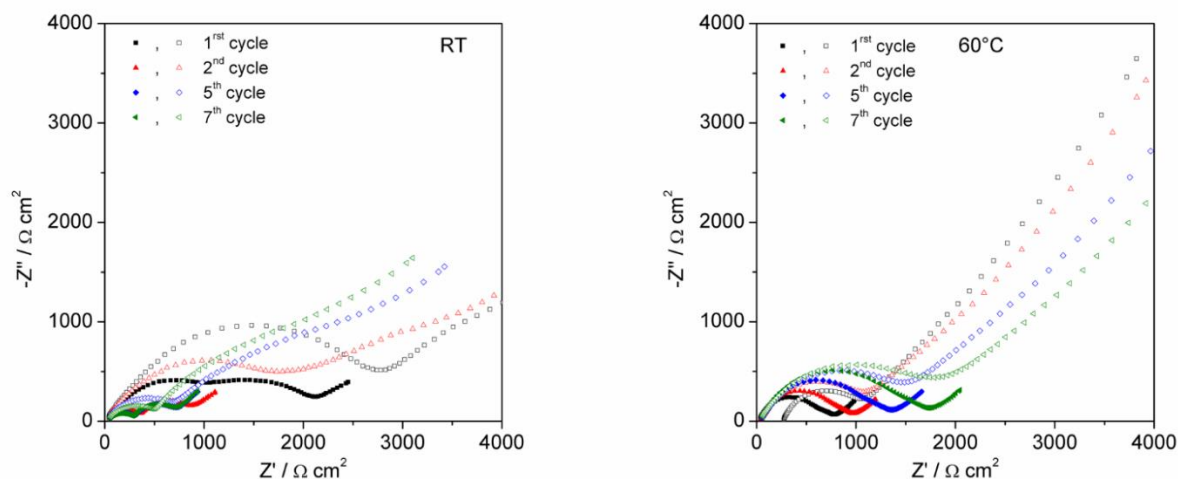 4000
3000
2000
1000
0
-Z'' / Ω cm²
RT
, 1ʳˢᵗ cycle
, 2ⁿᵈ cycle
, 5ᵗʰ cycle
, 7ᵗʰ cycle
0 1000 2000 3000 4000
Z' / Ω cm²
4000
3000
2000
1000
0
-Z'' / Ω cm²
60°C
, 1ʳˢᵗ cycle
, 2ⁿᵈ cycle
, 5ᵗʰ cycle
, 7ᵗʰ cycle
0 1000 2000 3000 4000
Z' / Ω cm²